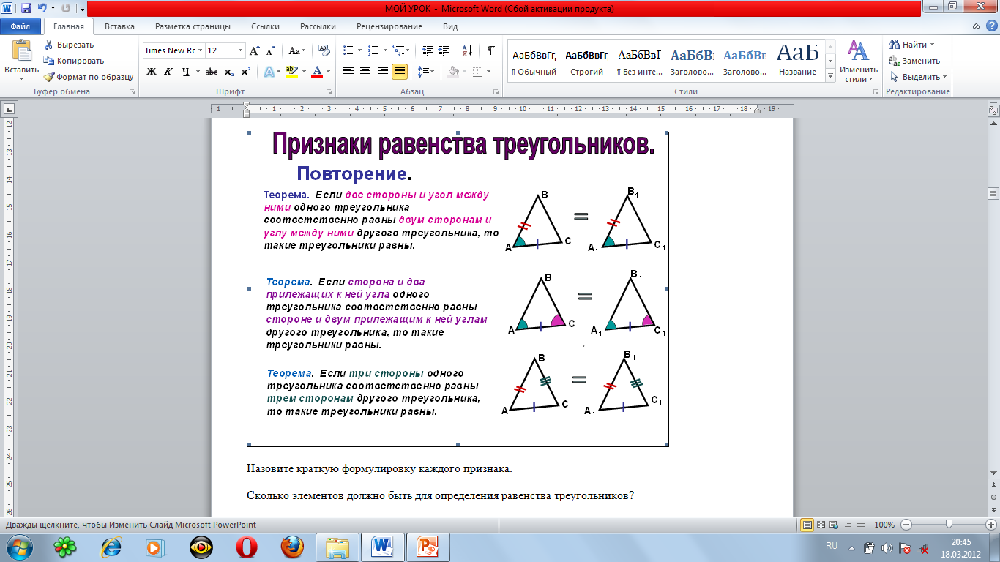 МОЙ УРОК - Microsoft Word (Сбой активации продукта)
Файл Главная Вставка Разметка страницы Ссылки Рассылки Рецензирование Вид
Вставить
Вырезать
Копировать
Формат по образцу
Буфер обмена
Times New Rc 12
Ж К Ч abc x₂ x² A ab A
Шрифт
Абзац
АаБбВвГг, АаБбВвГг, АаБбВвІ АаБбВ АаБбВв АаБ
¶ Обычный Строгий ¶ Без инте... Заголово... Заголово... Название
Стили
Изменить
стили
Найти
Заменить
Выделить
Редактирование
1 1 2 3 4 5 6 7 8 9 10 11 12 13 14 15 16 17 18 19
12 13 14 15 16 17 18 19 20 21 22 23 24 25 26
Признаки равенства треугольников.
Повторение.
Теорема. Если две стороны и угол между
ними одного треугольника
соответственно равны двум сторонам и
углу между ними другого треугольника, то
такие треугольники равны.
B
A
C
=
B1
A1
C1
Теорема. Если сторона и два
прилежащих к ней угла одного
треугольника соответственно равны
стороне и двум прилежащим к ней углам
другого треугольника, то такие
треугольники равны.
B
A
C
=
B1
A1
C1
Теорема. Если три стороны одного
треугольника соответственно равны
трем сторонам другого треугольника,
то такие треугольники равны.
B
A
C
=
B1
A1
C1
Назовите краткую формулировку каждого признака.
Сколько элементов должно быть для определения равенства треугольников?
Дважды щелкните, чтобы Изменить Слайд Microsoft PowerPoint
100%
RU
20:45
18.03.2012